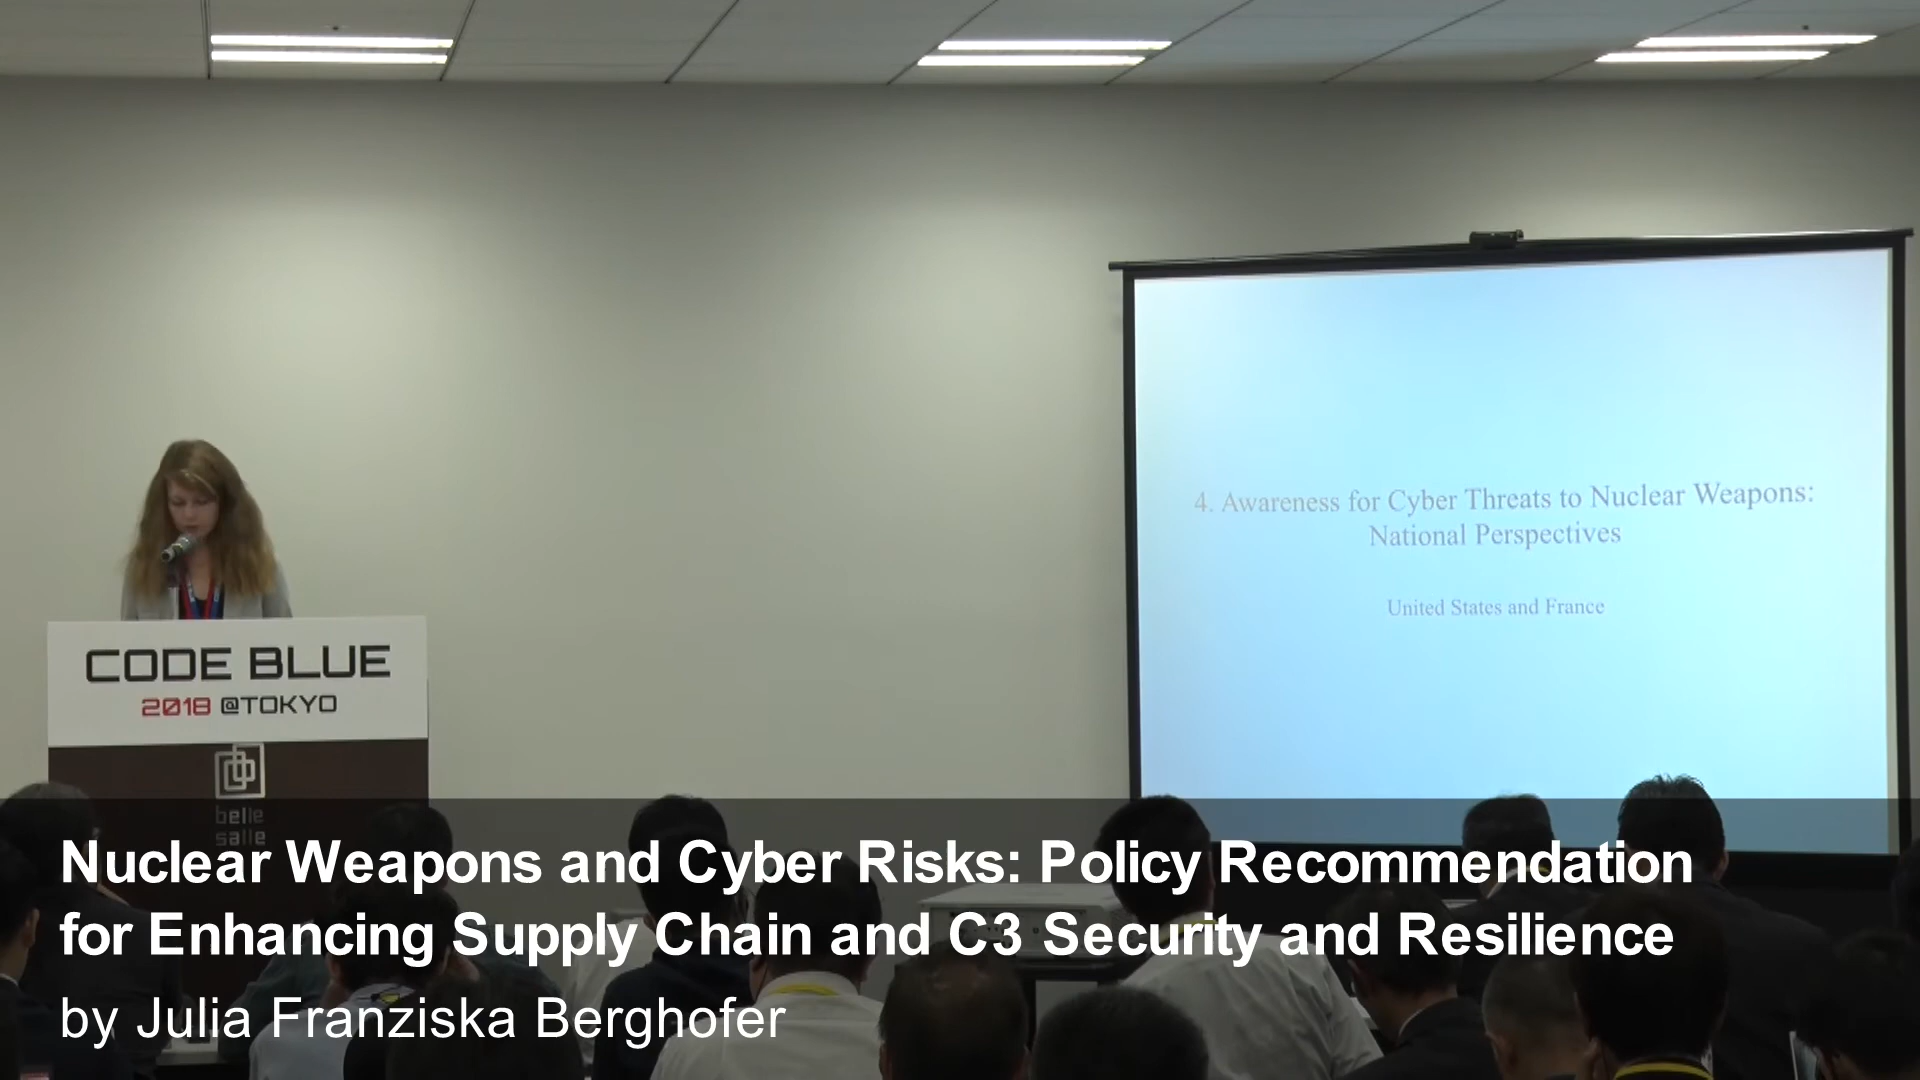 4. Awareness for Cyber Threats to Nuclear Weapons:
National Perspectives
United States and France
CODE BLUE
2018 @TOKYO
belle
salle
Nuclear Weapons and Cyber Risks: Policy Recommendation
for Enhancing Supply Chain and C3 Security and Resilience
by Julia Franziska Berghofer